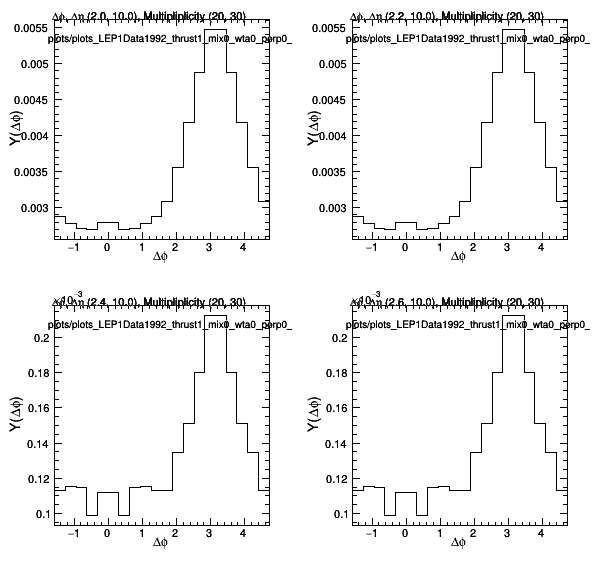 Δϕ, Δη (2.0, 10.0), Multipliplicity (20, 30)
plots/plots_LEP1Data1992_thrust1_mix0_wta0_perp0_
Y(Δϕ)
0.0055
0.005
0.0045
0.004
0.0035
0.003
−1 0 1 2 3 4
Δϕ
Δϕ, Δη (2.2, 10.0), Multipliplicity (20, 30)
plots/plots_LEP1Data1992_thrust1_mix0_wta0_perp0_
Y(Δϕ)
0.0055
0.005
0.0045
0.004
0.0035
0.003
−1 0 1 2 3 4
Δϕ
Δϕ, Δη (2.4, 10.0), Multipliplicity (20, 30)
×10⁻³
plots/plots_LEP1Data1992_thrust1_mix0_wta0_perp0_
Y(Δϕ)
0.2
0.18
0.16
0.14
0.12
0.1
−1 0 1 2 3 4
Δϕ
Δϕ, Δη (2.6, 10.0), Multipliplicity (20, 30)
×10⁻³
plots/plots_LEP1Data1992_thrust1_mix0_wta0_perp0_
Y(Δϕ)
0.2
0.18
0.16
0.14
0.12
0.1
−1 0 1 2 3 4
Δϕ